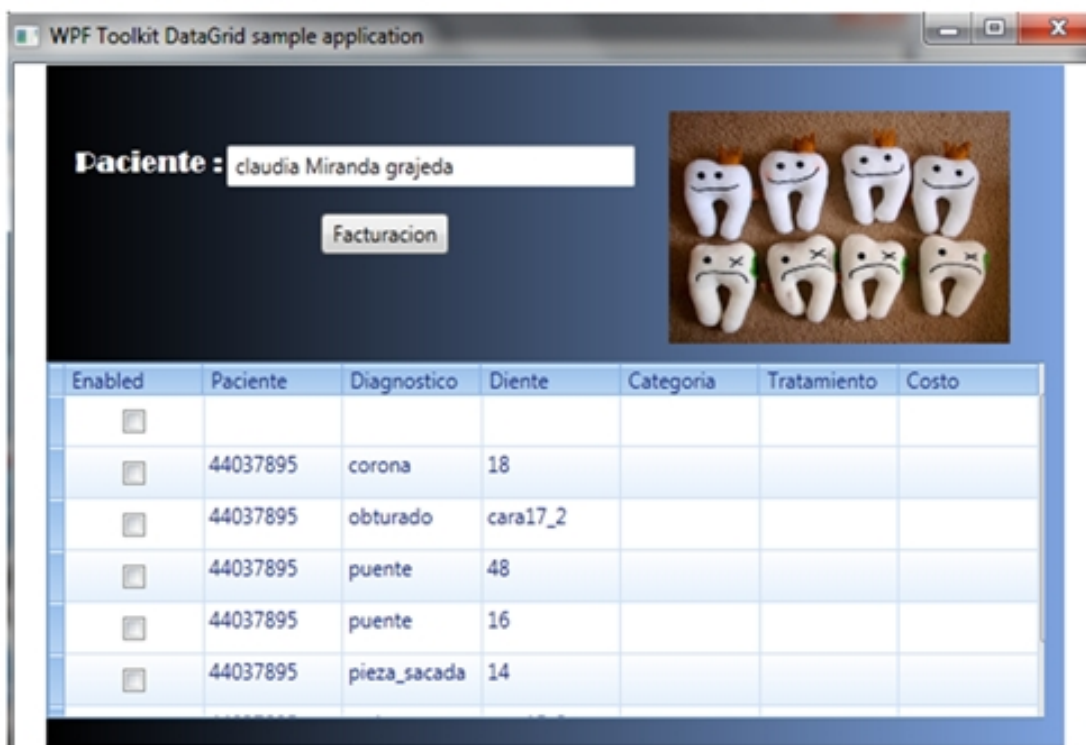 WPF Toolkit DataGrid sample application
Paciente : claudia Miranda grajeda
Facturacion
Enabled Paciente Diagnostico Diente Categoria Tratamiento Costo
44037895 corona 18
44037895 obturado cara17_2
44037895 puente 48
44037895 puente 16
44037895 pieza_sacada 14